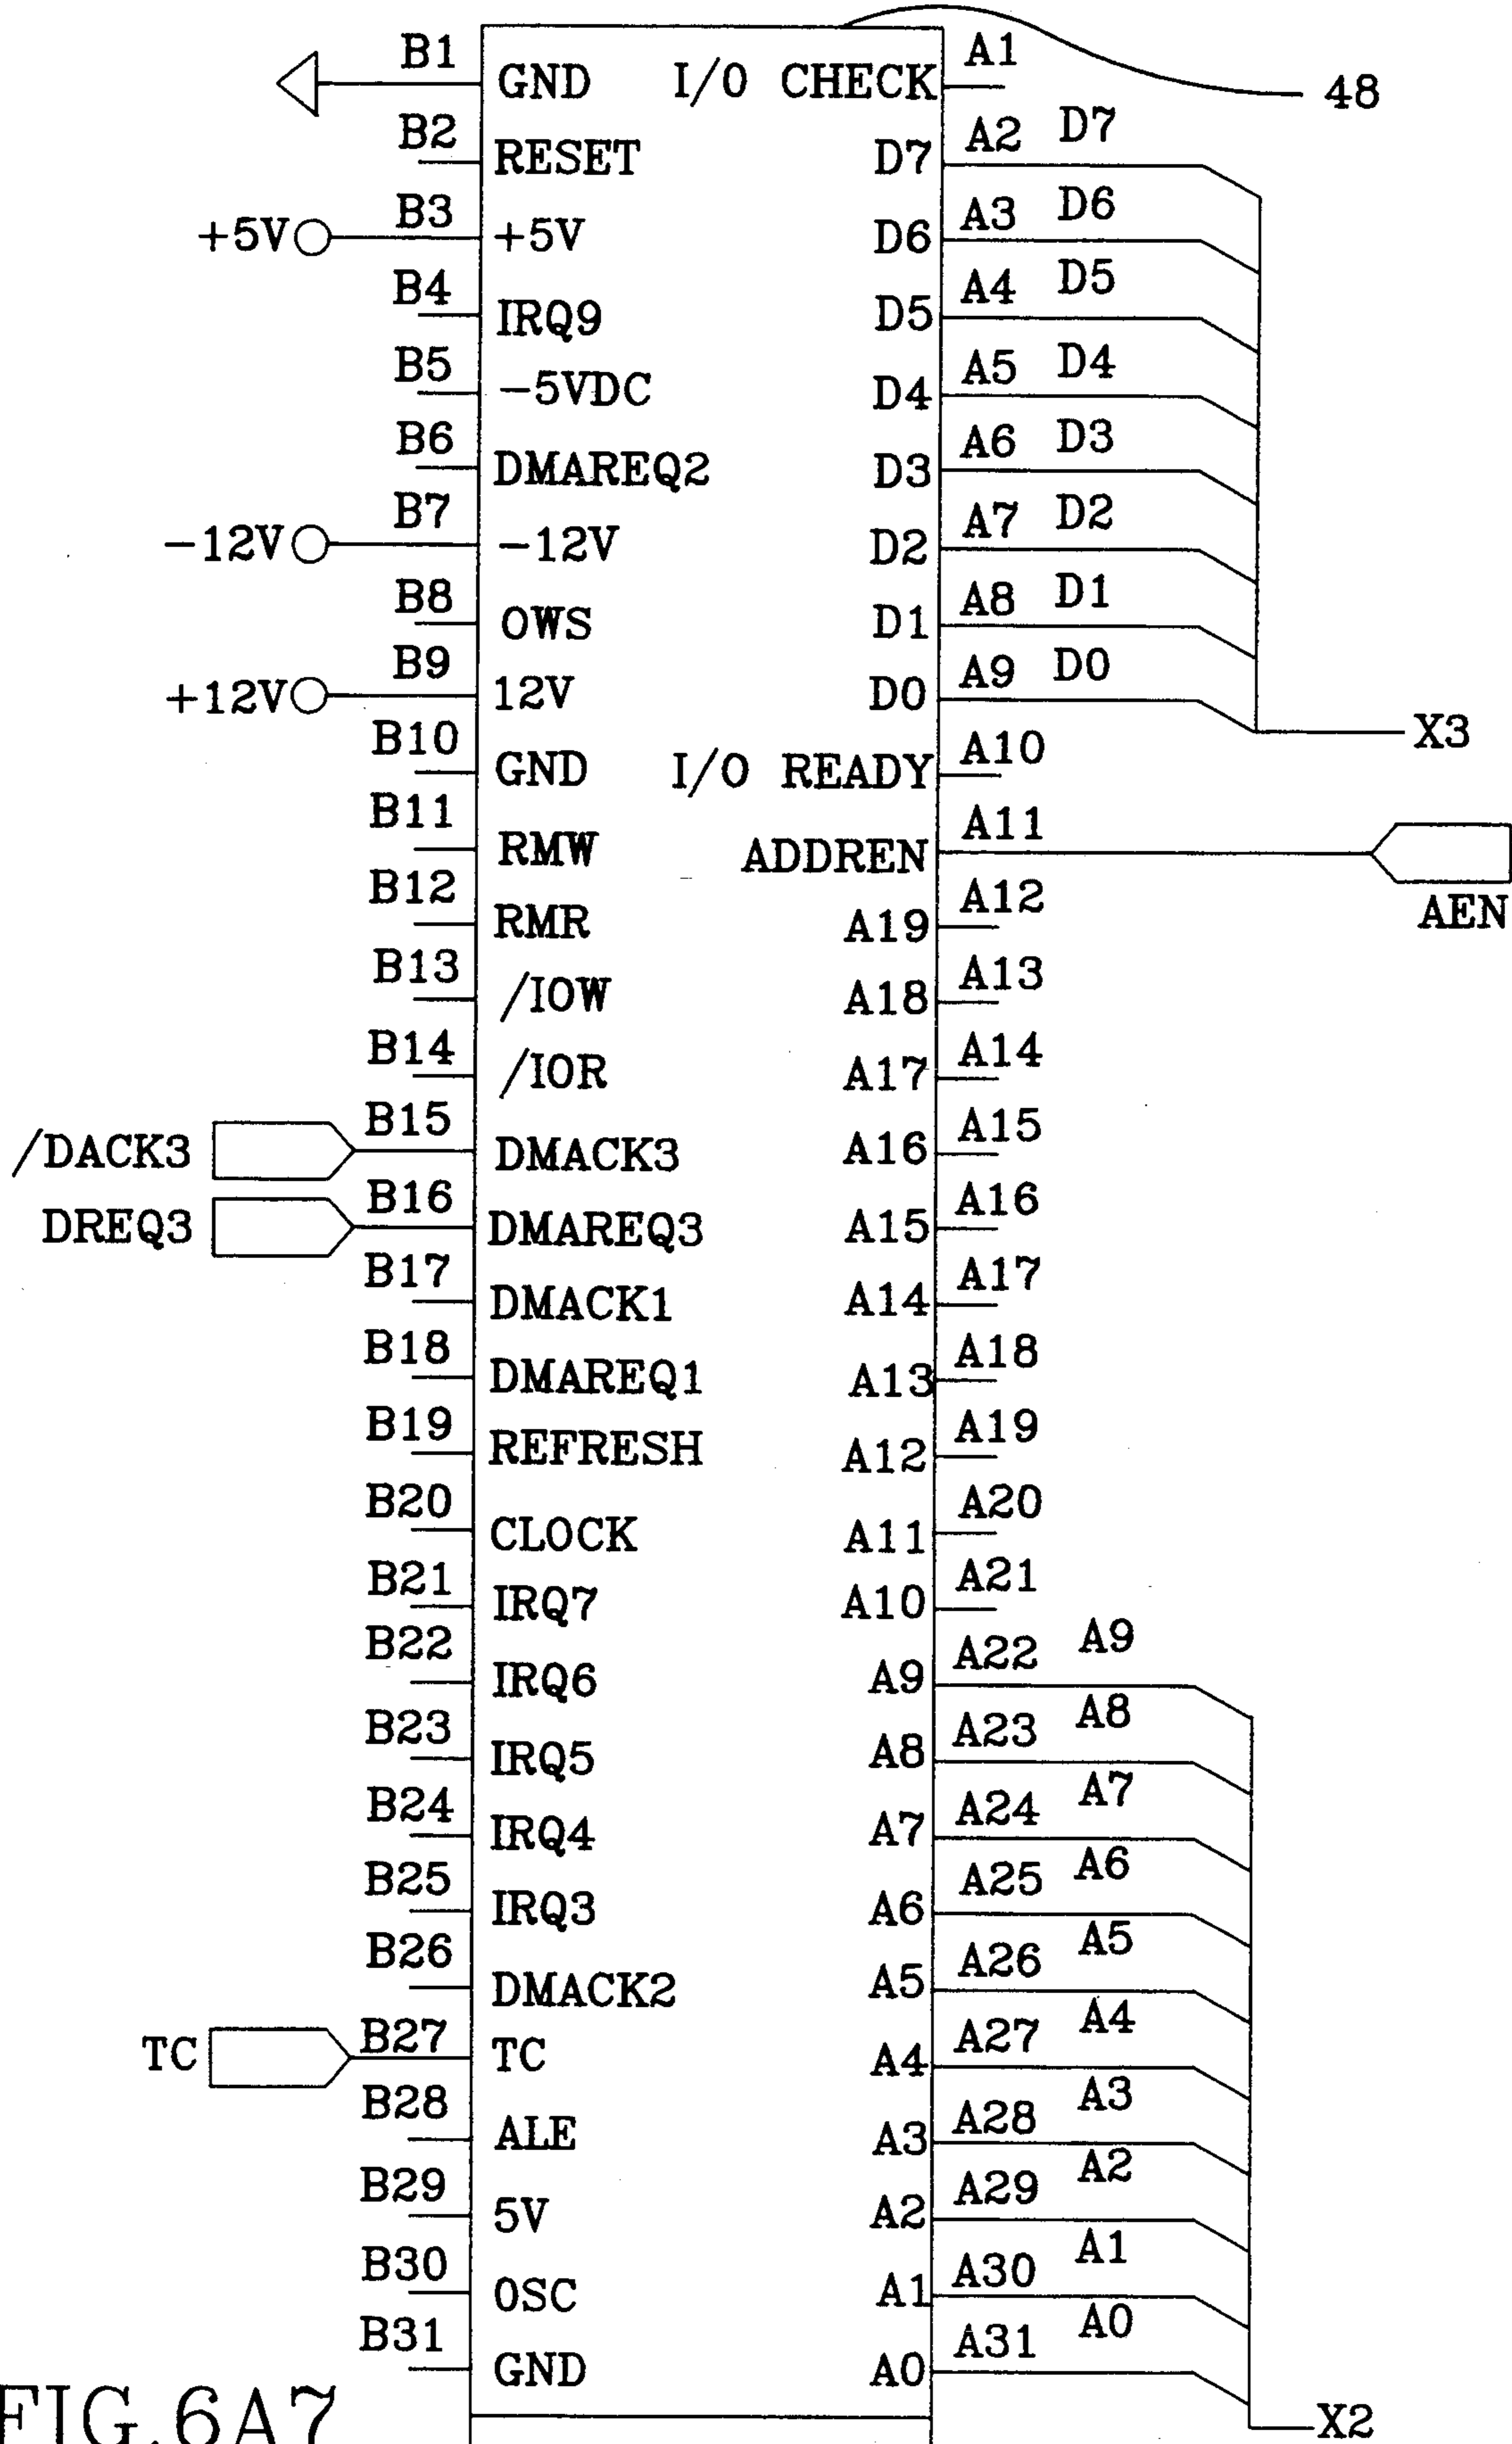 B1 GND I/O CHECK A1
48
B2 RESET D7 A2 D7
+5V B3 +5V D6 A3 D6
B4 IRQ9 D5 A4 D5
B5 -5VDC D4 A5 D4
B6 DMAREQ2 D3 A6 D3
-12V B7 -12V D2 A7 D2
B8 OWS D1 A8 D1
+12V B9 12V D0 A9 D0
X3
B10 GND I/O READY A10
B11 RMW ADDREN A11
AEN
B12 RMR A19 A12
B13 /IOW A18 A13
B14 /IOR A17 A14
/DACK3 B15 DMACK3 A16 A15
DREQ3 B16 DMAREQ3 A15 A16
B17 DMACK1 A14 A17
B18 DMAREQ1 A13 A18
B19 REFRESH A12 A19
B20 CLOCK A11 A20
B21 IRQ7 A10 A21
B22 IRQ6 A9 A22 A9
B23 IRQ5 A8 A23 A8
B24 IRQ4 A7 A24 A7
B25 IRQ3 A6 A25 A6
B26 DMACK2 A5 A26 A5
TC B27 TC A4 A27 A4
B28 ALE A3 A28 A3
B29 5V A2 A29 A2
B30 OSC A1 A30 A1
B31 GND A0 A31 A0
X2
FIG.6A7